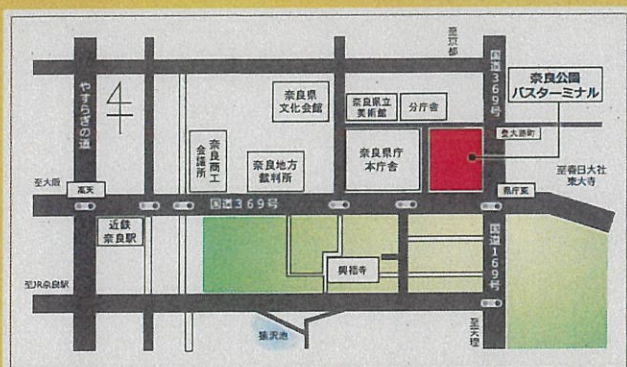 至京都
国道369号
奈良公園
バスターミナル
やすらぎの道
奈良県
文化会館
奈良県立
美術館
分庁舎
登大路町
奈良商工
会議所
奈良地方
裁判所
奈良県庁
本庁舎
至春日大社
東大寺
至大阪
高天
国道369号
県庁東
近鉄
奈良駅
国道169号
興福寺
至JR奈良駅
猿沢池
至天理